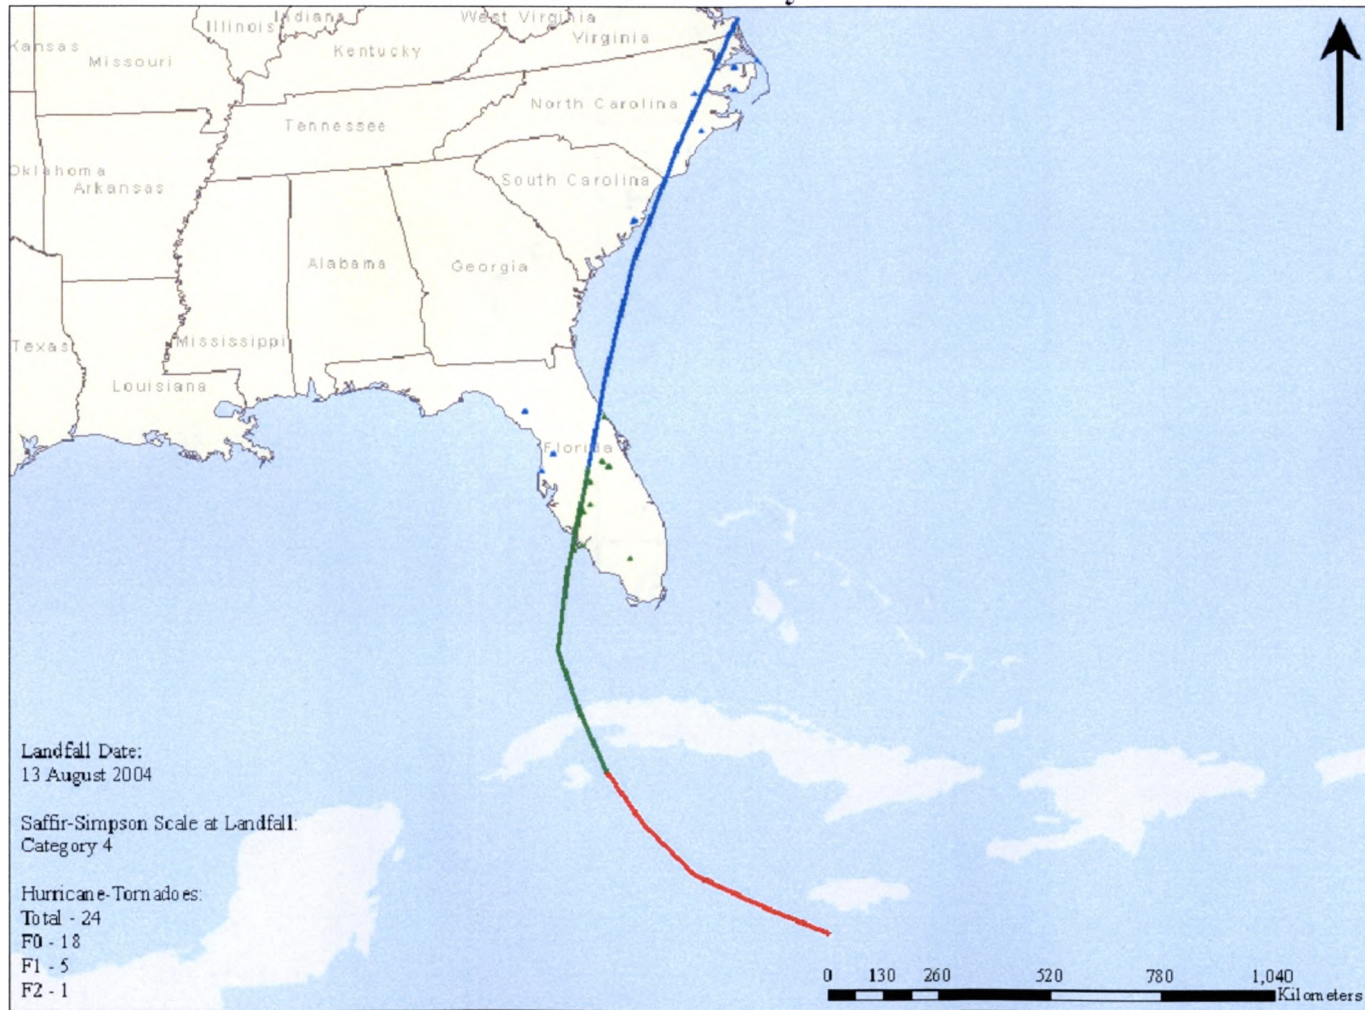 Illinois
Indiana
West Virginia
Virginia
Kansas
Missouri
Kentucky
North Carolina
Tennessee
Oklahoma
Arkansas
South Carolina
Alabama
Georgia
Texas
Mississippi
Louisiana
Florida
Landfall Date:
13 August 2004
Saffir-Simpson Scale at Landfall:
Category 4
Hurricane-Tornadoes:
Total - 24
F0 - 18
F1 - 5
F2 - 1
0 130 260 520 780 1,040
Kilometers